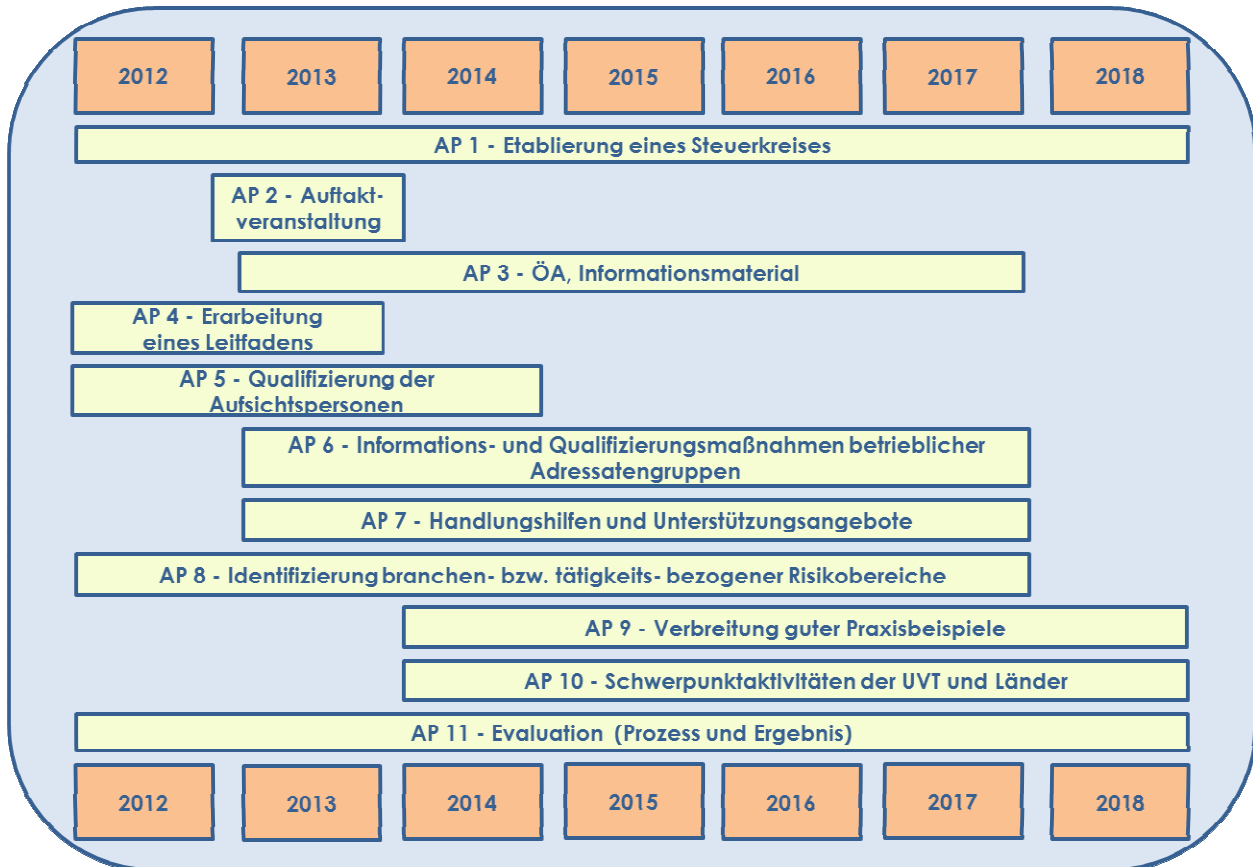 2012 2013 2014 2015 2016 2017 2018
AP 1 - Etablierung eines Steuerkreises
AP 2 - Auftakt-
veranstaltung
AP 3 - ÖA, Informationsmaterial
AP 4 - Erarbeitung
eines Leitfadens
AP 5 - Qualifizierung der
Aufsichtspersonen
AP 6 - Informations- und Qualifizierungsmaßnahmen betrieblicher
Adressatengruppen
AP 7 - Handlungshilfen und Unterstützungsangebote
AP 8 - Identifizierung branchen- bzw. tätigkeits- bezogener Risikobereiche
AP 9 - Verbreitung guter Praxisbeispiele
AP 10 - Schwerpunktaktivitäten der UVT und Länder
AP 11 - Evaluation (Prozess und Ergebnis)
2012 2013 2014 2015 2016 2017 2018